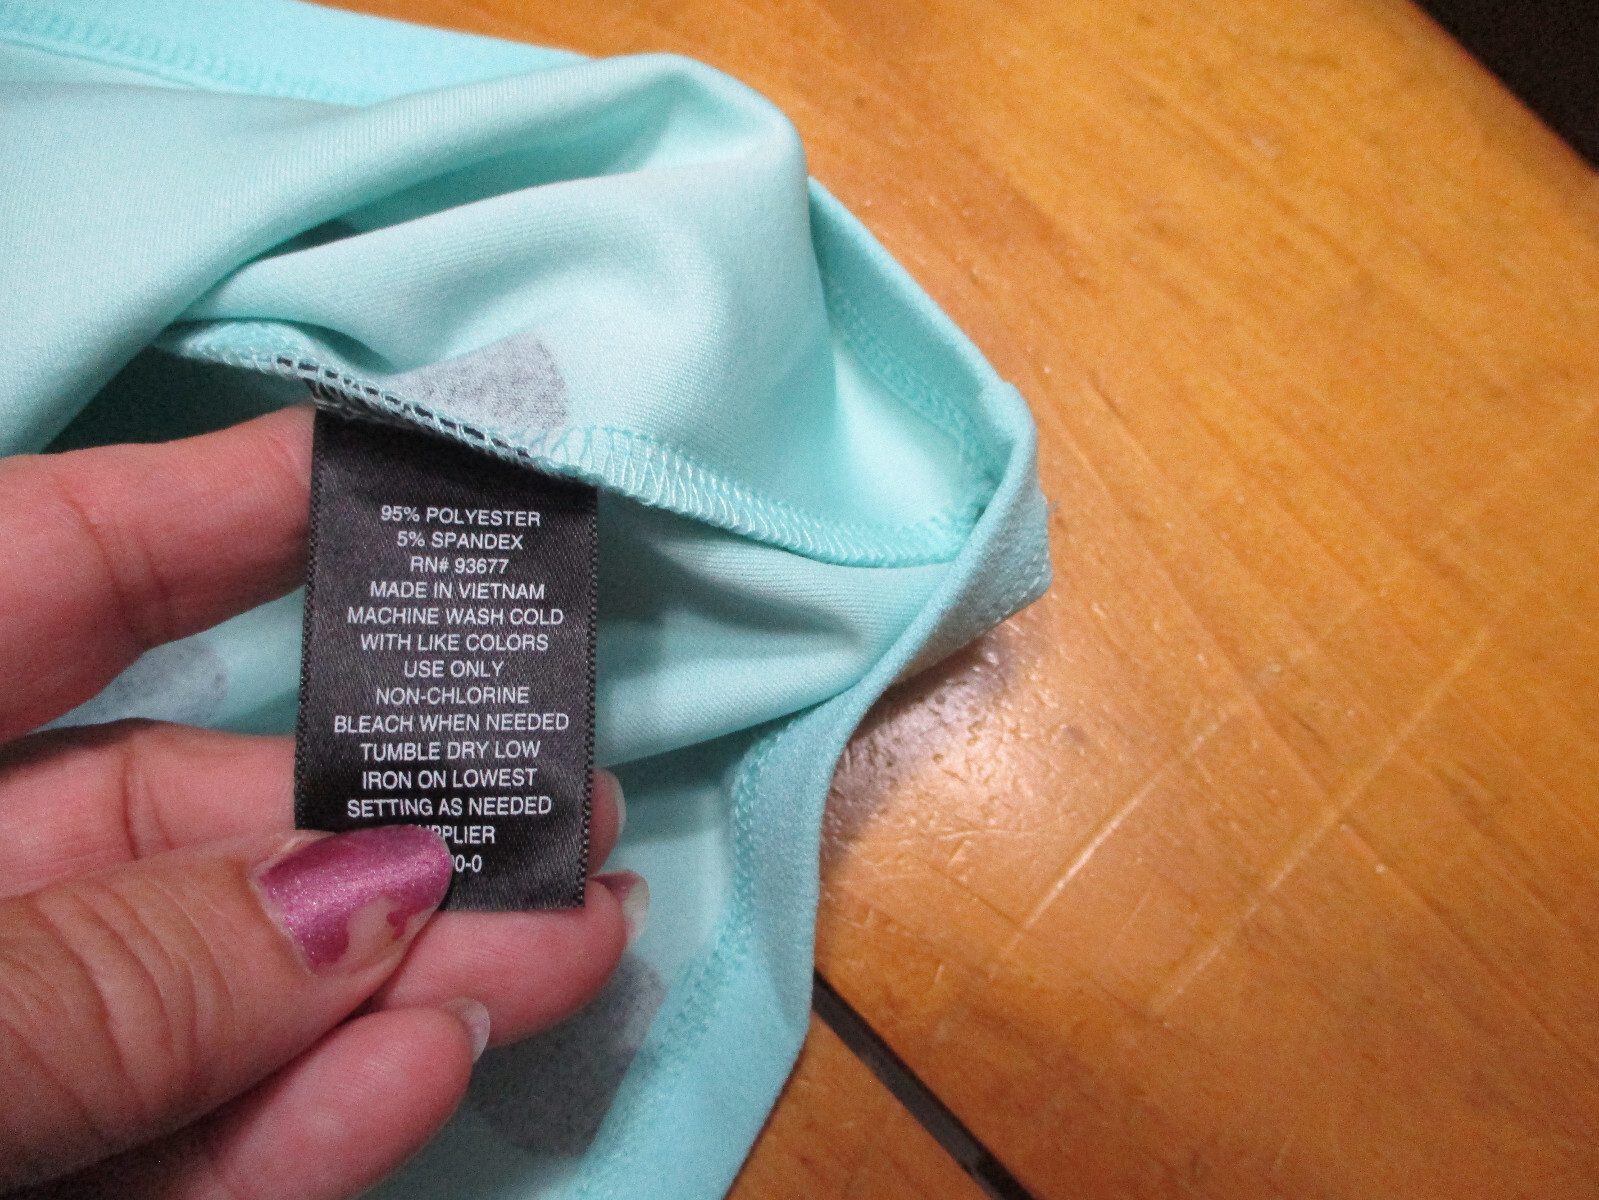 95% POLYESTER
5% SPANDEX
RN# 93677
MADE IN VIETNAM
MACHINE WASH COLD
WITH LIKE COLORS
USE ONLY
NON-CHLORINE
BLEACH WHEN NEEDED
TUMBLE DRY LOW
IRON ON LOWEST
SETTING AS NEEDED